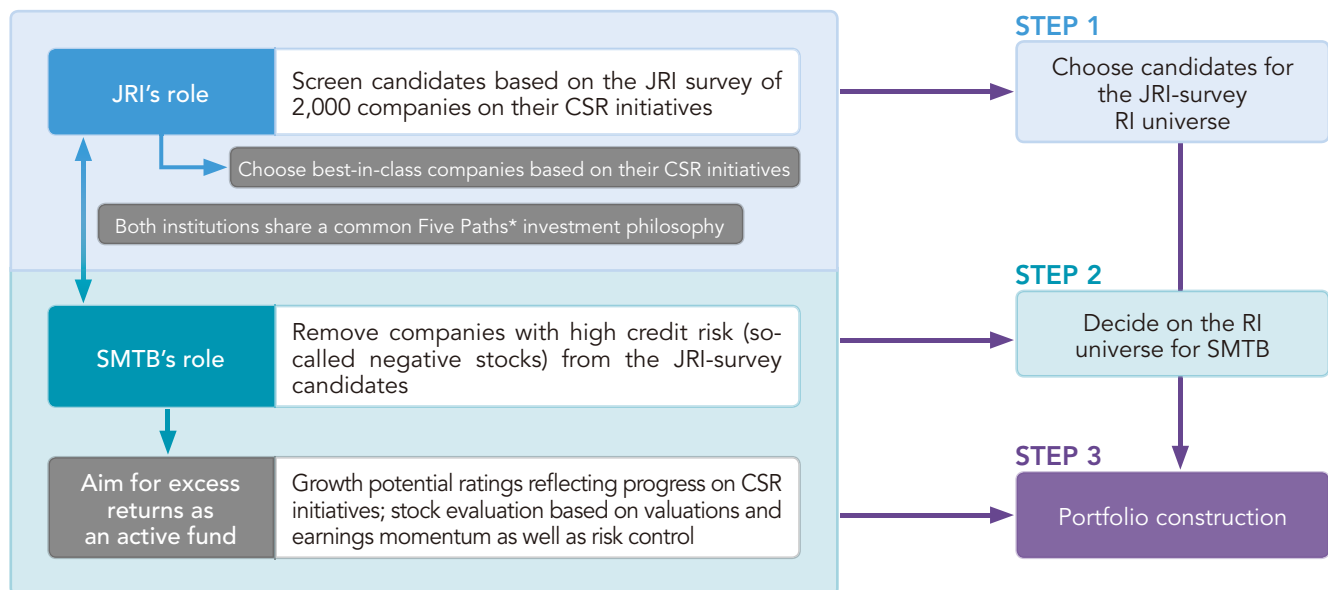 JRI's role
Screen candidates based on the JRI survey of
2,000 companies on their CSR initiatives
Choose best-in-class companies based on their CSR initiatives
Both institutions share a common Five Paths* investment philosophy
STEP 1
Choose candidates for
the JRI-survey
RI universe
SMTB's role
Remove companies with high credit risk (so-
called negative stocks) from the JRI-survey
candidates
STEP 2
Decide on the RI
universe for SMTB
Aim for excess
returns as
an active fund
Growth potential ratings reflecting progress on CSR
initiatives; stock evaluation based on valuations and
earnings momentum as well as risk control
STEP 3
Portfolio construction